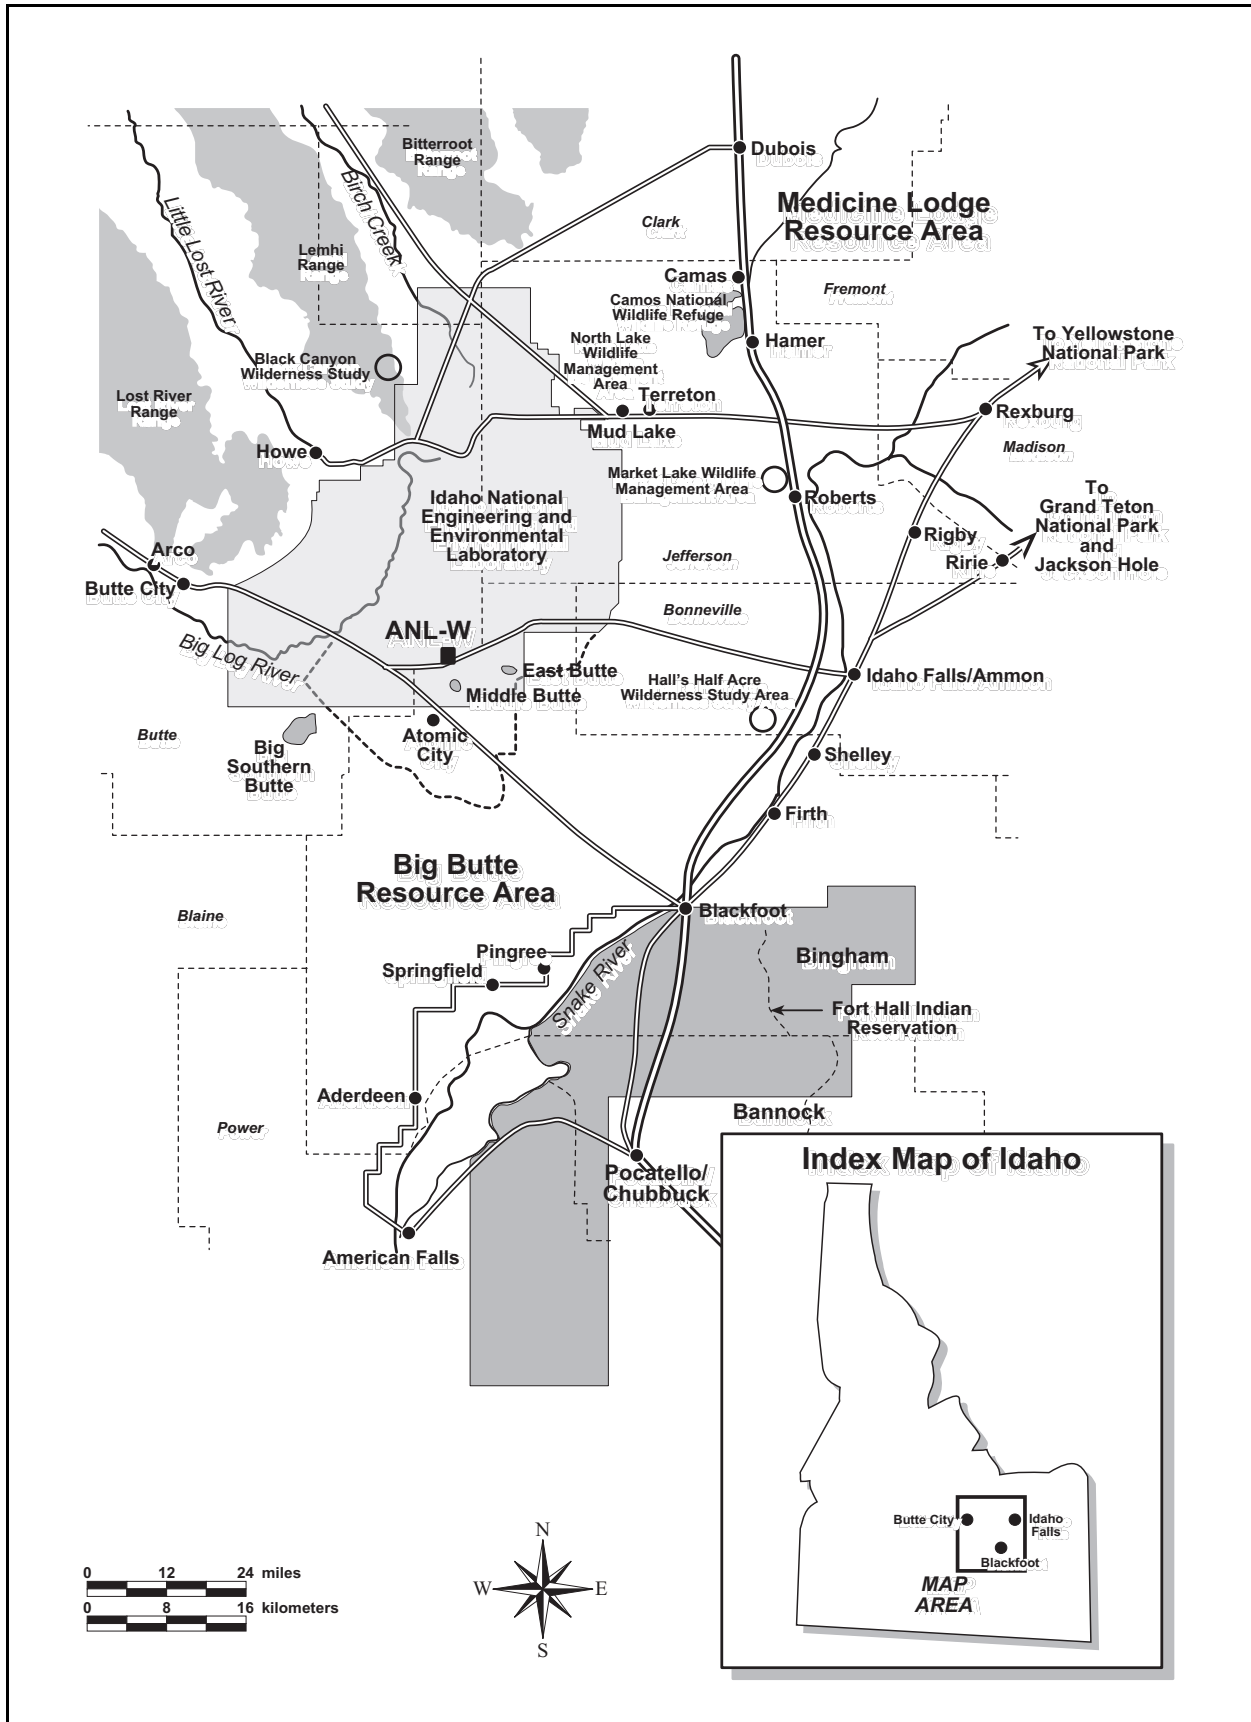 Dubois
Bitterroot
Range
Medicine Lodge
Resource Area
Clark
Birch Creek
Little Lost River
Lemhi
Range
Camas
Camos National
Wildlife Refuge
Fremont
Hamer
To Yellowstone
National Park
North Lake
Wildlife
Management
Area
Black Canyon
Wilderness Study
Lost River
Range
Terreton
Mud Lake
Rexburg
Madison
Howe
Market Lake Wildlife
Management Area
Roberts
To
Grand Teton
National Park
and
Jackson Hole
Idaho National
Engineering and
Environmental
Laboratory
Rigby
Ririe
Arco
Butte City
Jefferson
Bonneville
ANL-W
Big Log River
East Butte
Middle Butte
Hall's Half Acre
Wilderness Study Area
Idaho Falls/Ammon
Butte
Atomic
City
Big
Southern
Butte
Shelley
Firth
Big Butte
Resource Area
Blackfoot
Blaine
Pingree
Springfield
Snake River
Bingham
Fort Hall Indian
Reservation
Aderdeen
Bannock
Power
Pocatello/
Chubbuck
American Falls
Index Map of Idaho
Butte City
Idaho
Falls
Blackfoot
MAP
AREA
0 12 24 miles
0 8 16 kilometers
N
W E
S